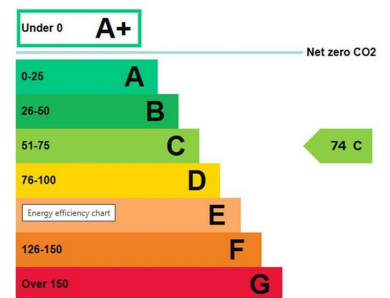 Under 0 A+
Net zero CO2
0-25 A
26-50 B
51-75 C 74 C
76-100 D
Energy efficiency chart E
126-150 F
Over 150 G